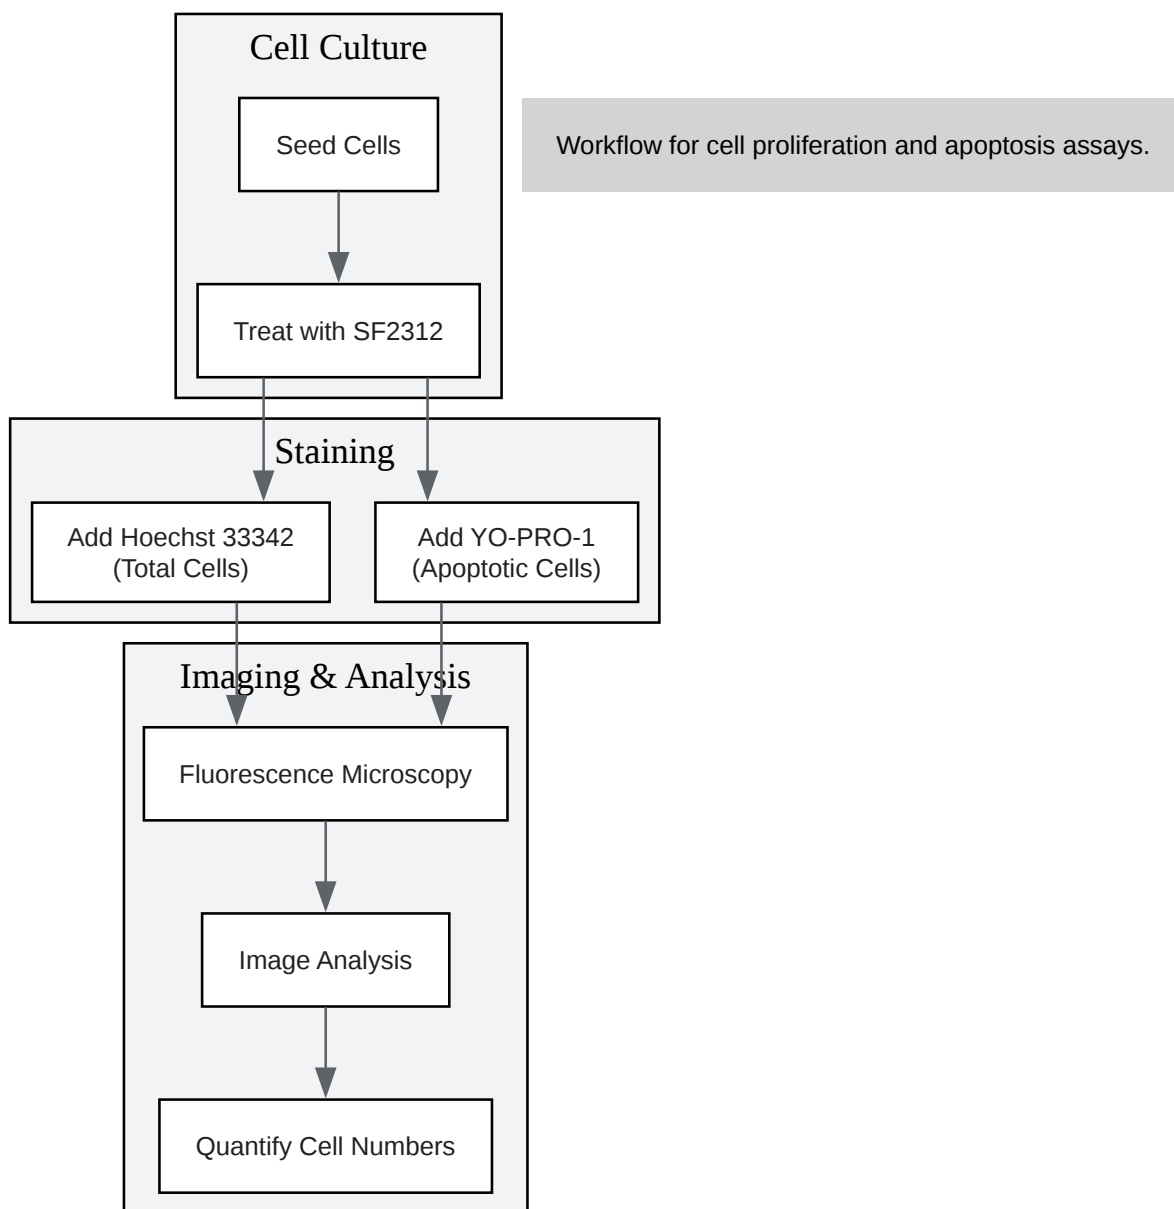 Cell Culture
Seed Cells
Workflow for cell proliferation and apoptosis assays.
Treat with SF2312
Staining
Add Hoechst 33342
(Total Cells)
Add YO-PRO-1
(Apoptotic Cells)
Imaging & Analysis
Fluorescence Microscopy
Image Analysis
Quantify Cell Numbers